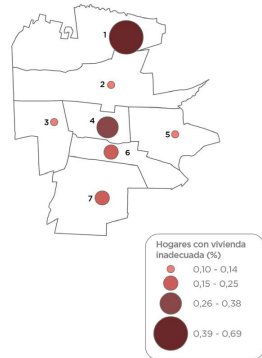 1
2
3
4
5
6
7
Hogares con vivienda
inadecuada (%)
0,10 - 0,14
0,15 - 0,25
0,26 - 0,38
0,39 - 0,69